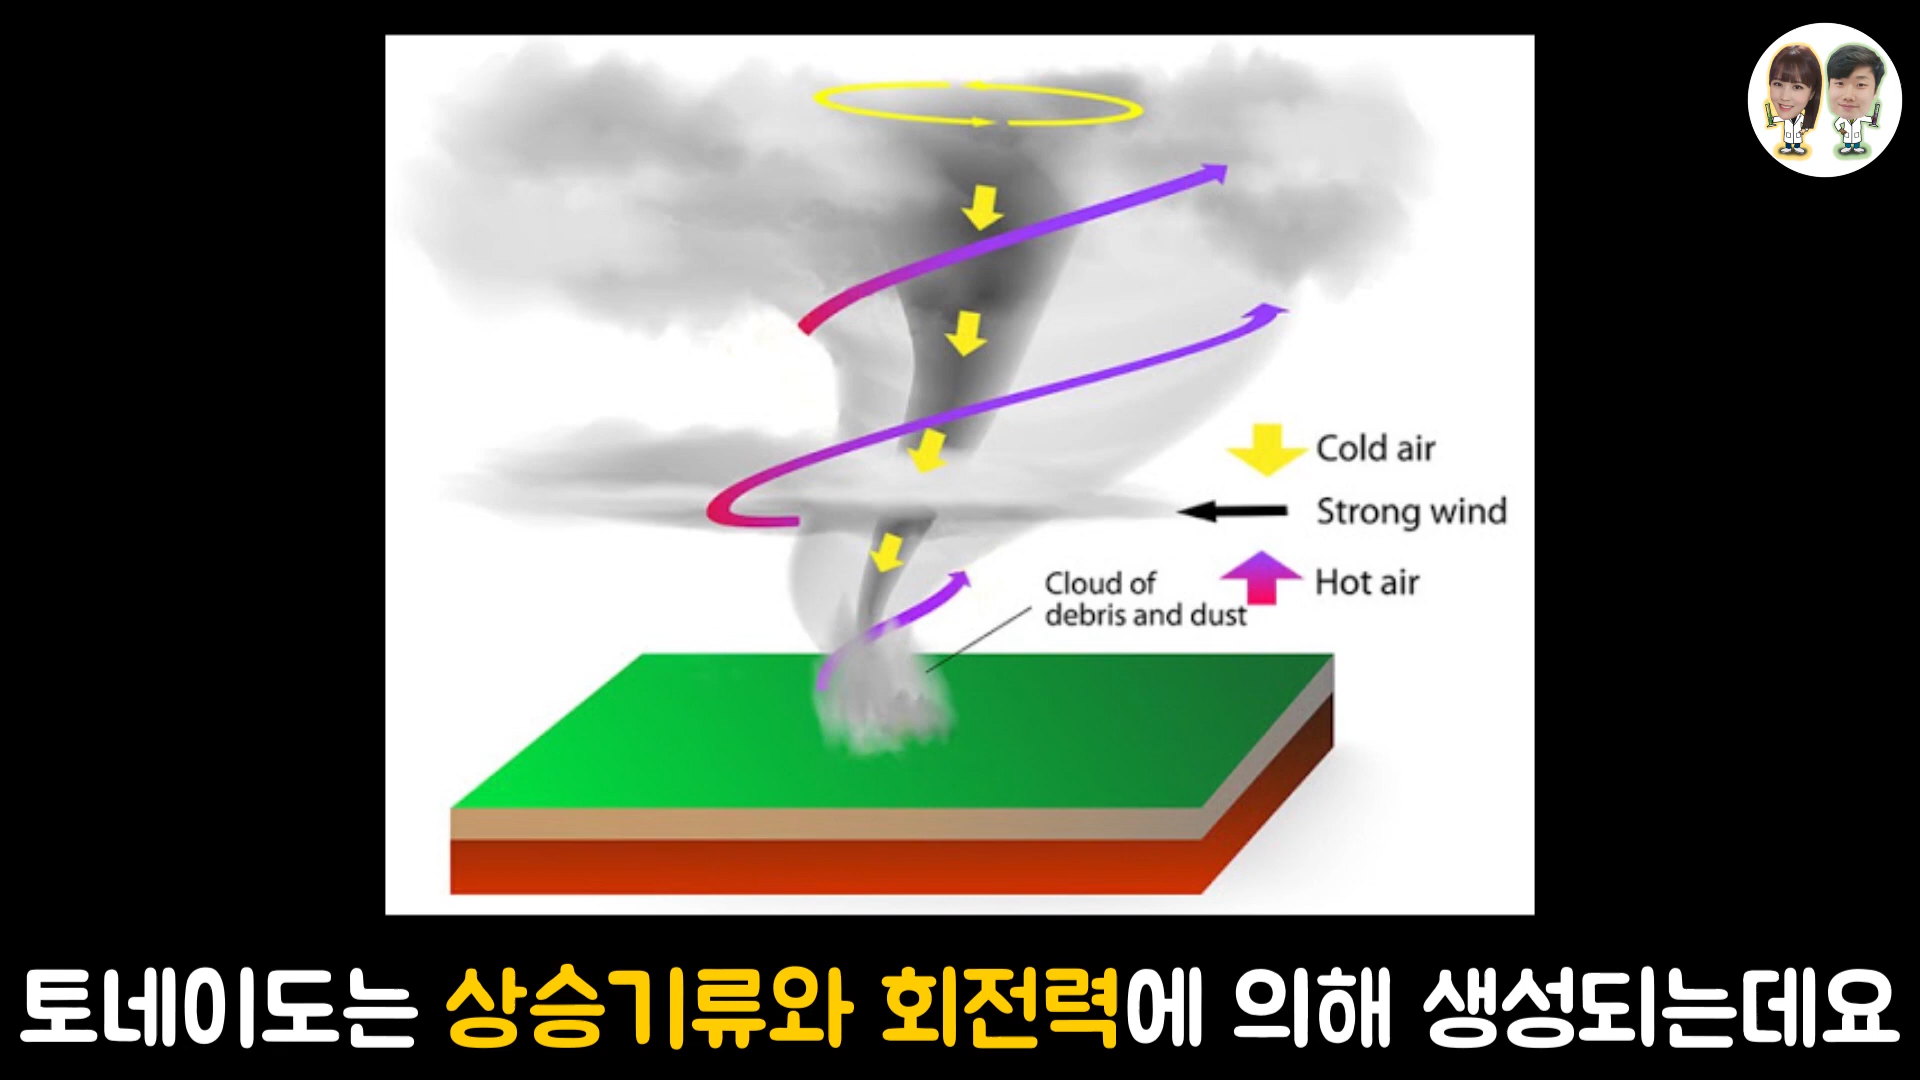 Cold air
Strong wind
Hot air
Cloud of
debris and dust
토네이도는 상승기류와 회전력에 의해 생성되는데요